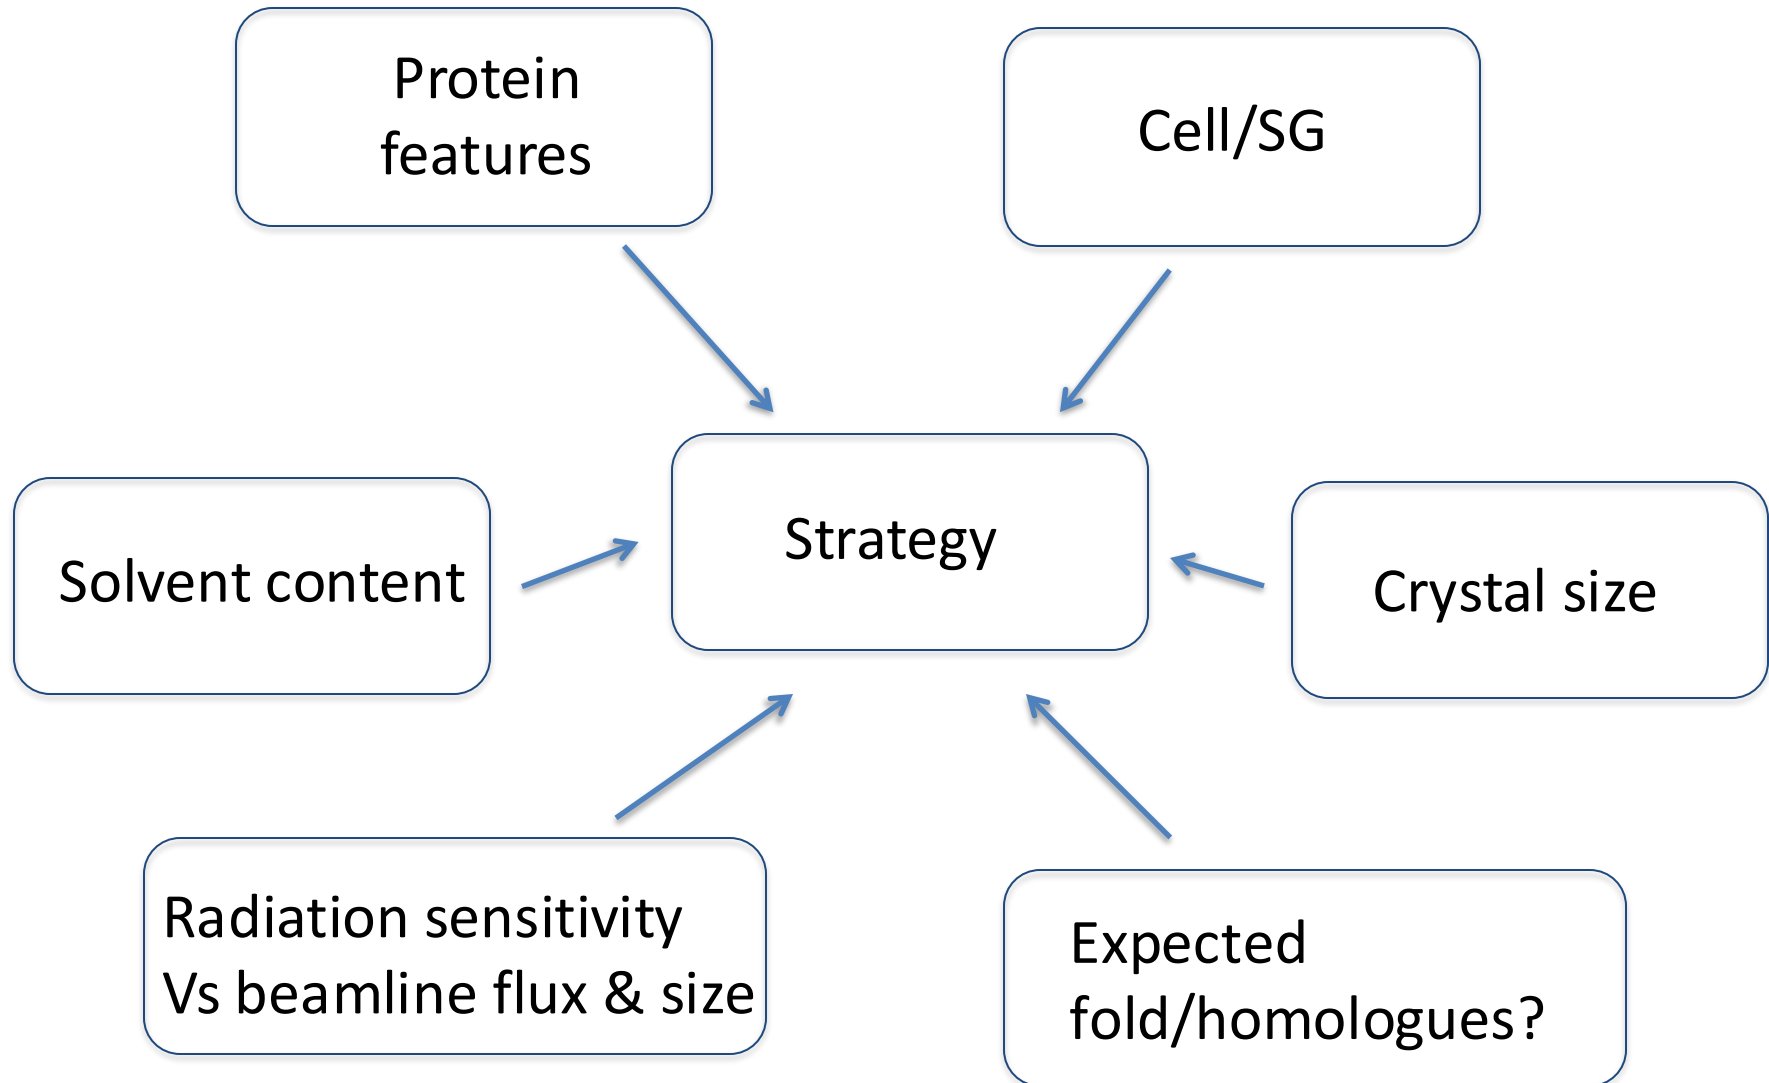 Protein
features
Cell/SG
Strategy
Solvent content
Crystal size
Radiation sensitivity
Vs beamline flux & size
Expected
fold/homologues?